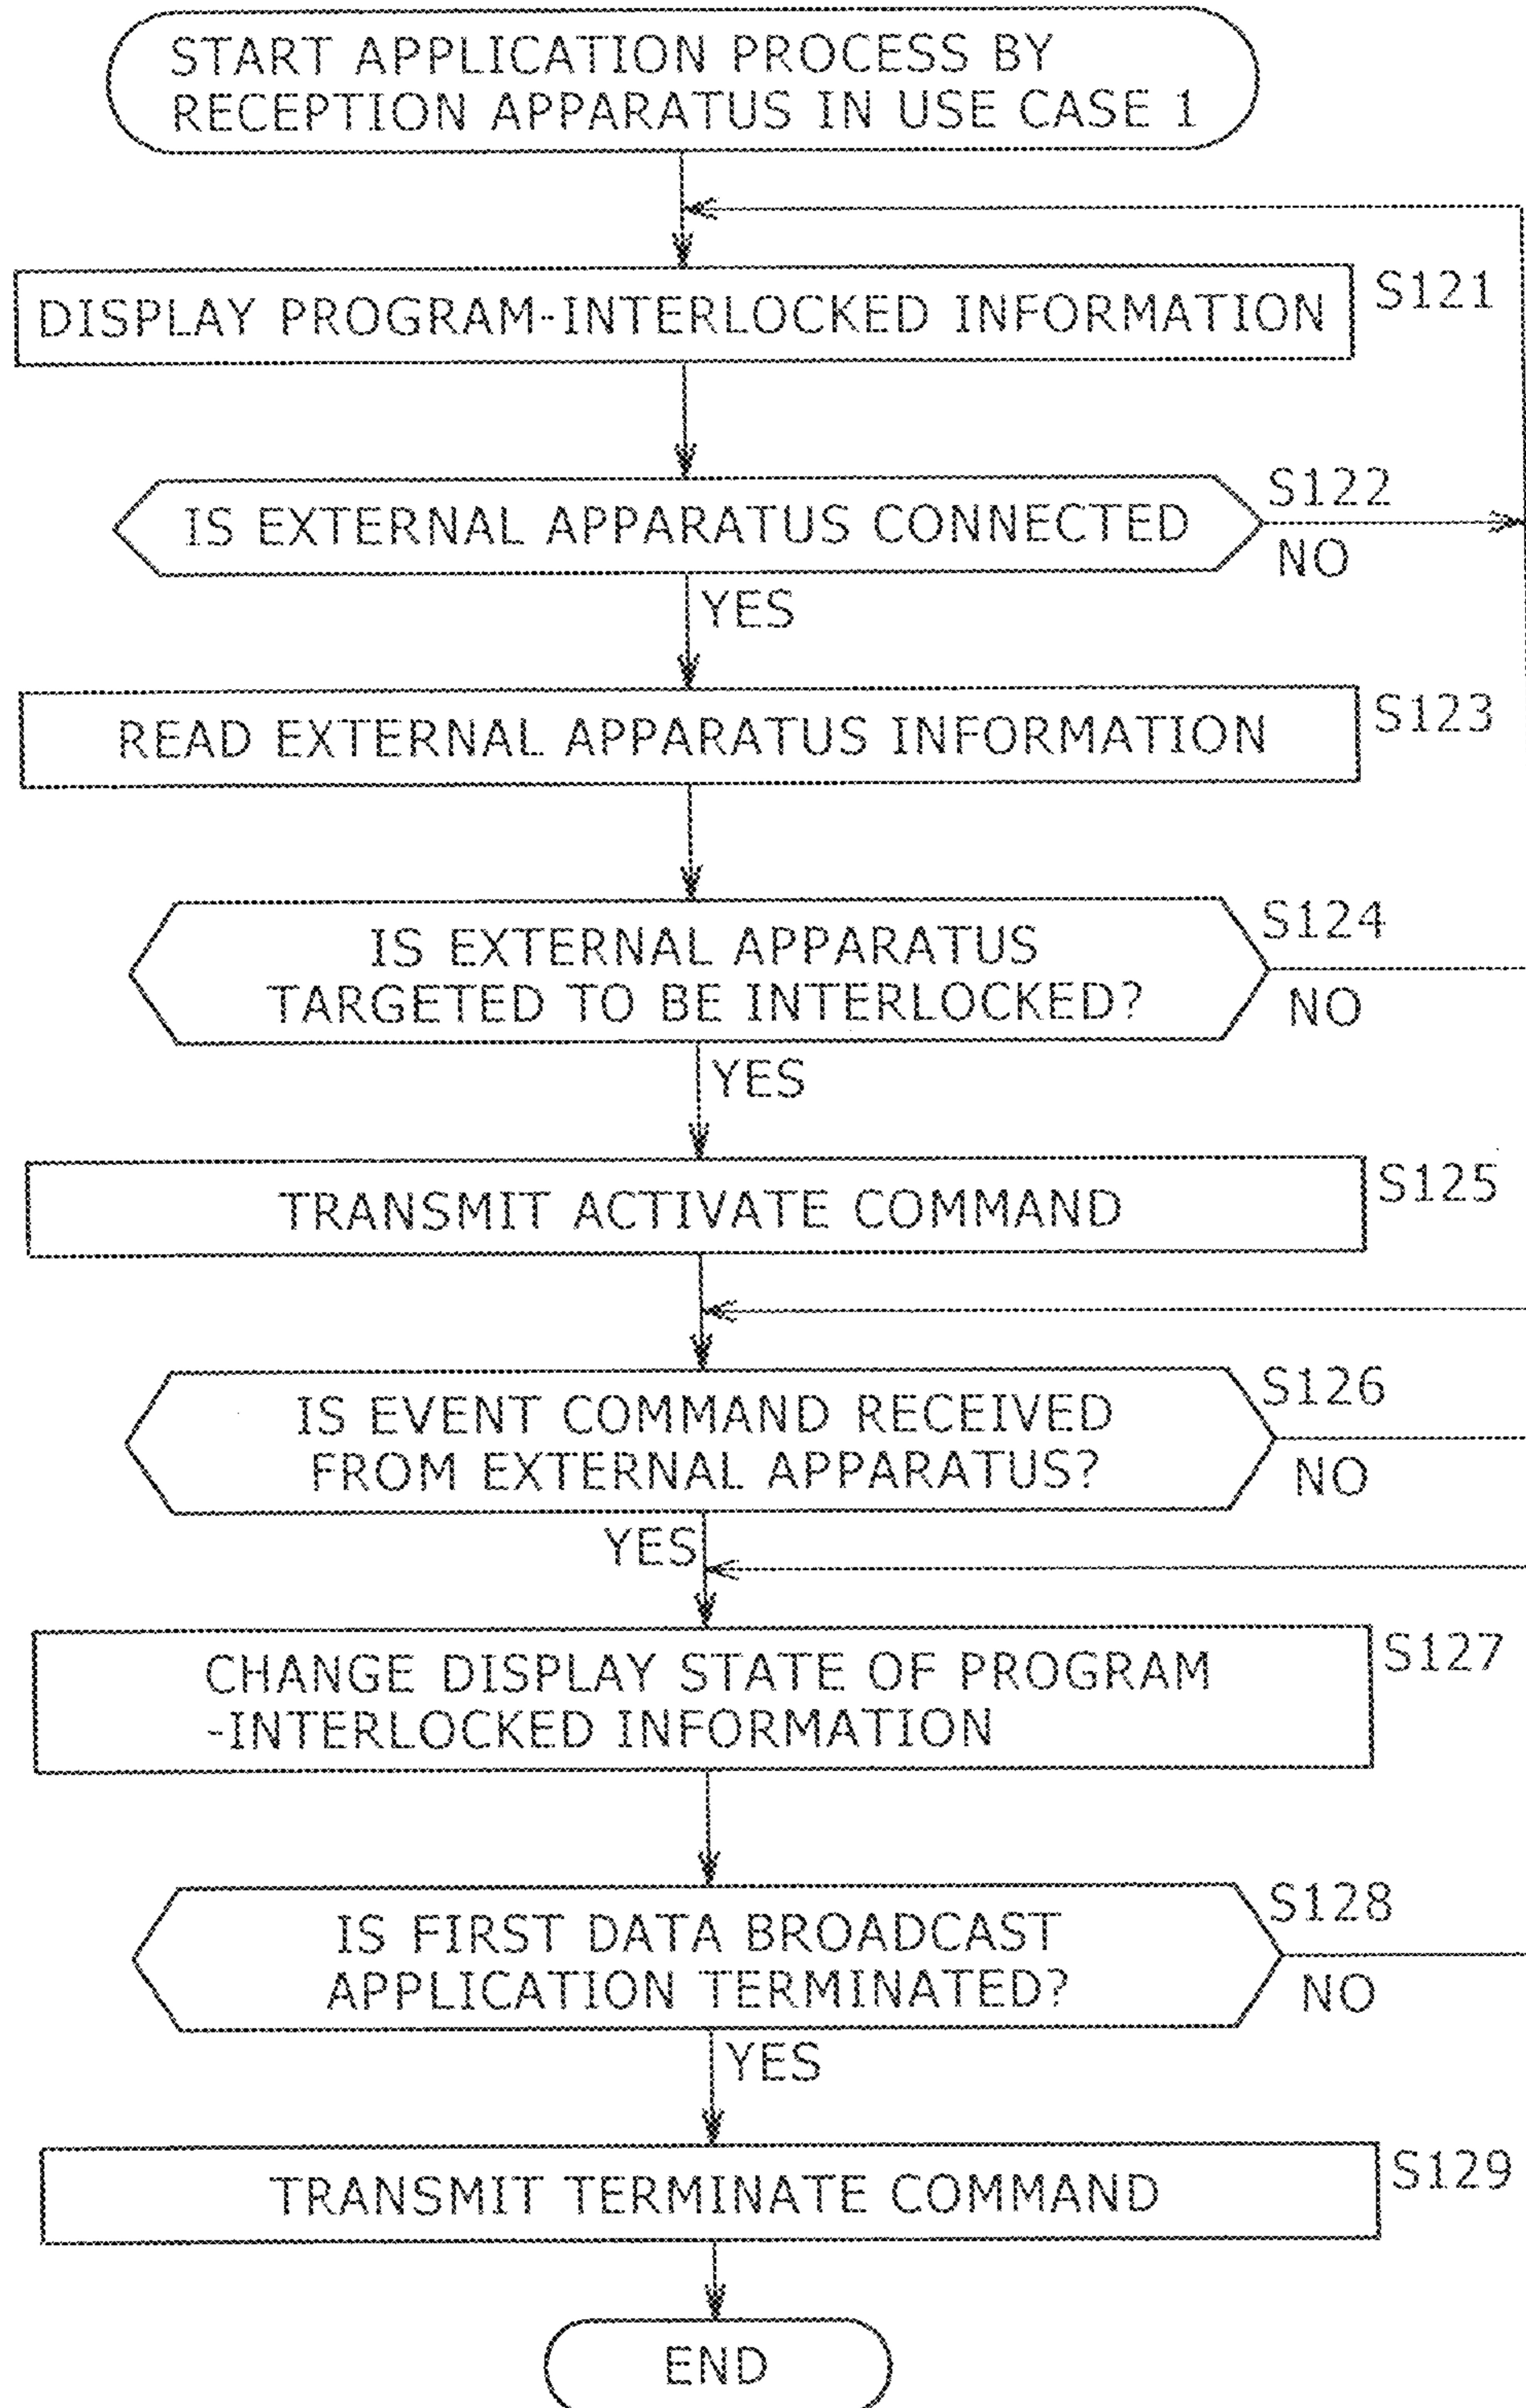 START APPLICATION PROCESS BY
RECEPTION APPARATUS IN USE CASE 1
DISPLAY PROGRAM-INTERLOCKED INFORMATION
S121
IS EXTERNAL APPARATUS CONNECTED
S122
NO
YES
READ EXTERNAL APPARATUS INFORMATION
S123
IS EXTERNAL APPARATUS
TARGETED TO BE INTERLOCKED?
S124
NO
YES
TRANSMIT ACTIVATE COMMAND
S125
IS EVENT COMMAND RECEIVED
FROM EXTERNAL APPARATUS?
S126
NO
YES
CHANGE DISPLAY STATE OF PROGRAM
-INTERLOCKED INFORMATION
S127
IS FIRST DATA BROADCAST
APPLICATION TERMINATED?
S128
NO
YES
TRANSMIT TERMINATE COMMAND
S129
END